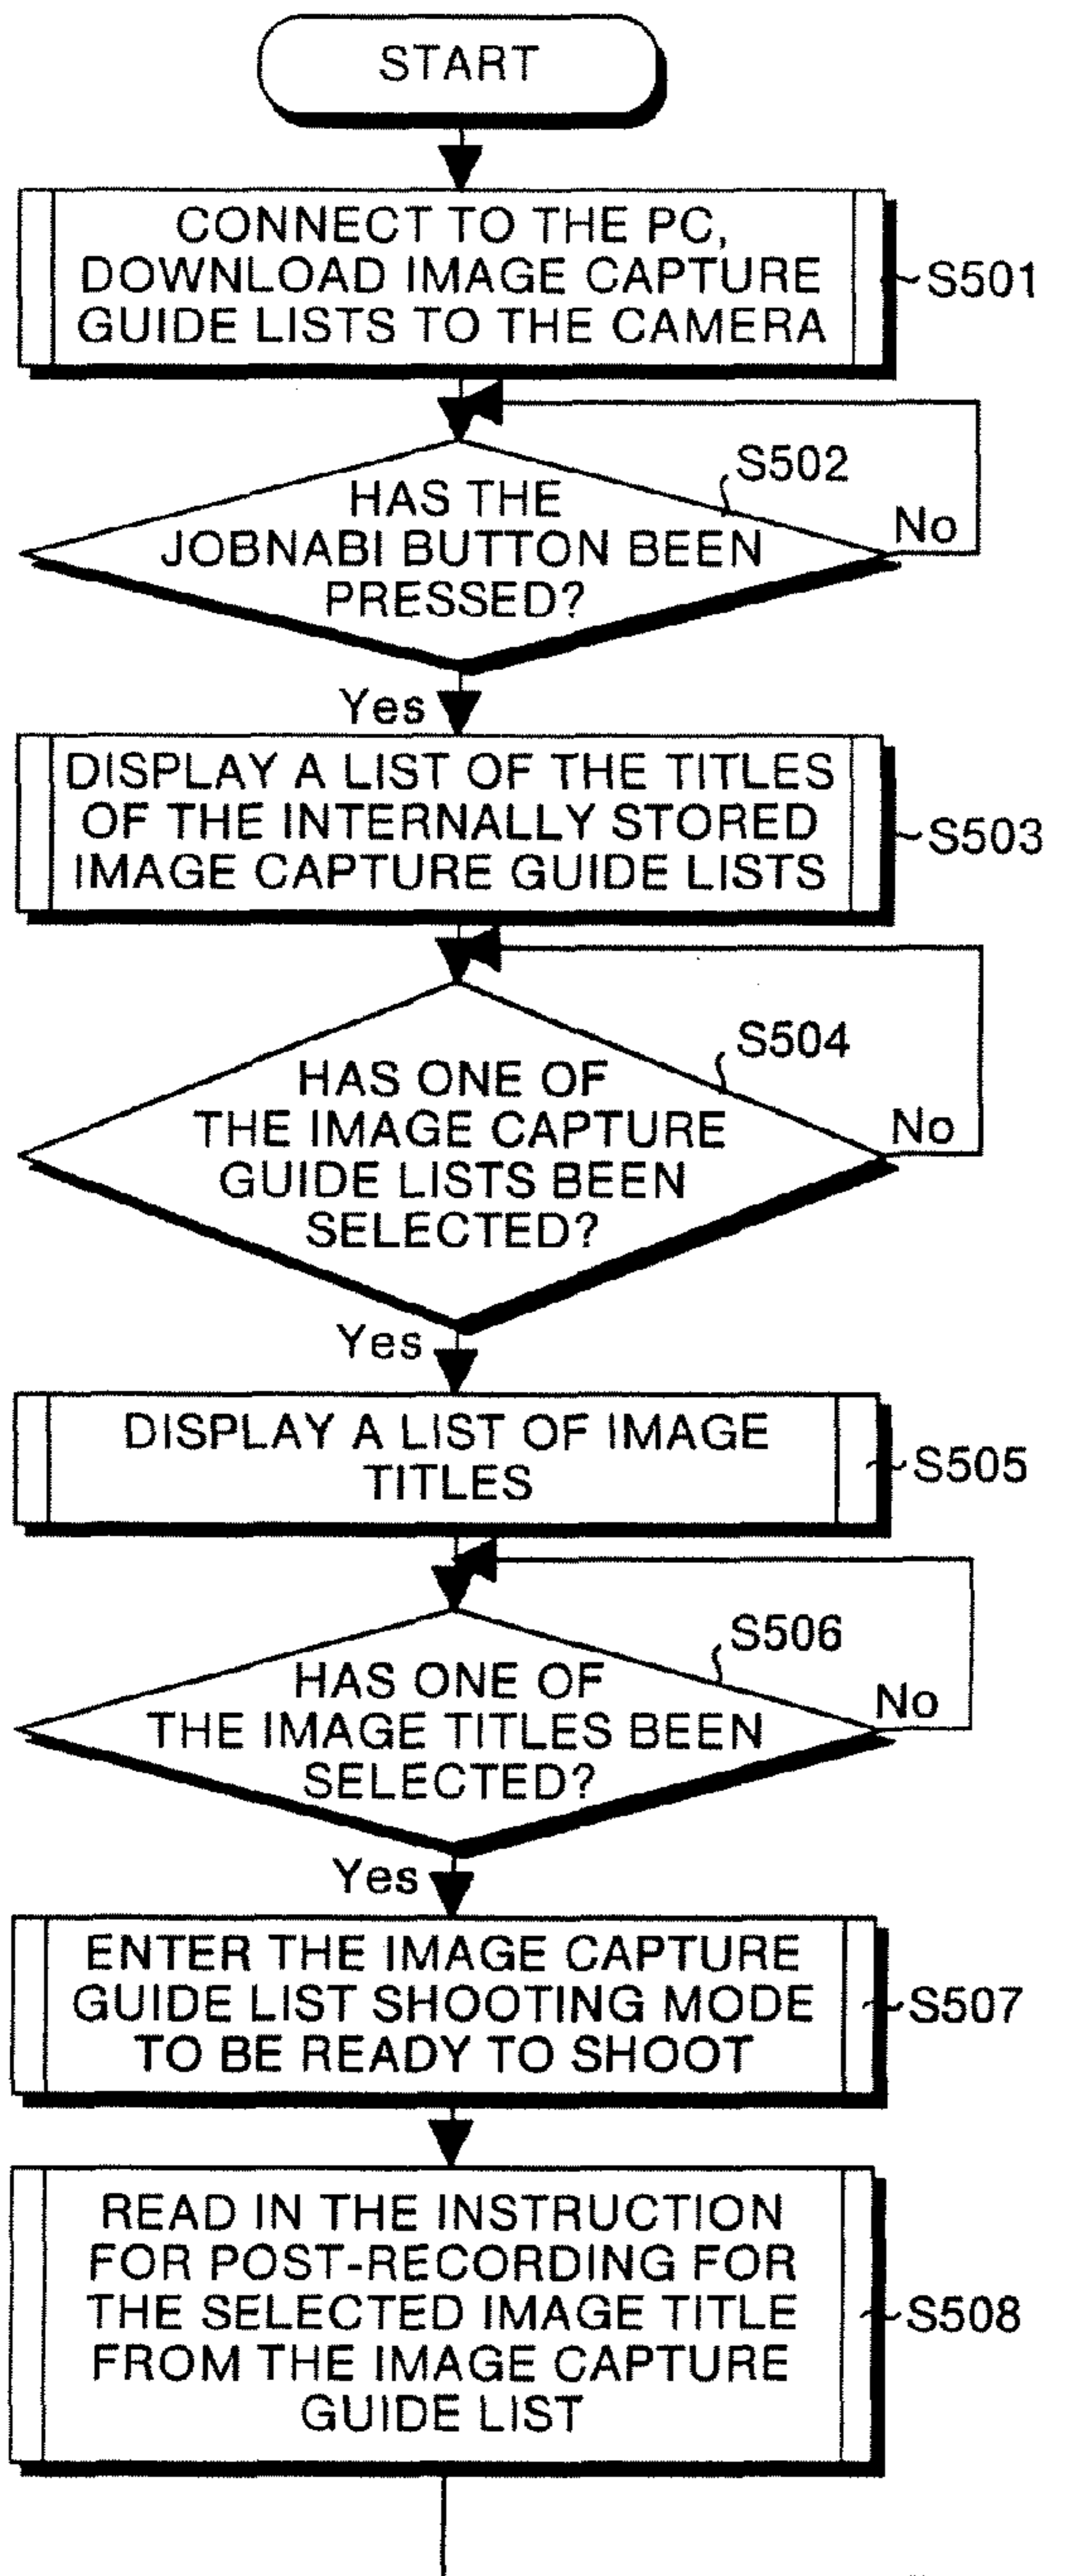 START
CONNECT TO THE PC,
DOWNLOAD IMAGE CAPTURE
GUIDE LISTS TO THE CAMERA
S501
S502
HAS THE
JOBNABI BUTTON BEEN
PRESSED?
No
Yes
DISPLAY A LIST OF THE TITLES
OF THE INTERNALLY STORED
IMAGE CAPTURE GUIDE LISTS
S503
S504
HAS ONE OF
THE IMAGE CAPTURE
GUIDE LISTS BEEN
SELECTED?
No
Yes
DISPLAY A LIST OF IMAGE
TITLES
S505
S506
HAS ONE OF
THE IMAGE TITLES BEEN
SELECTED?
No
Yes
ENTER THE IMAGE CAPTURE
GUIDE LIST SHOOTING MODE
TO BE READY TO SHOOT
S507
READ IN THE INSTRUCTION
FOR POST-RECORDING FOR
THE SELECTED IMAGE TITLE
FROM THE IMAGE CAPTURE
GUIDE LIST
S508